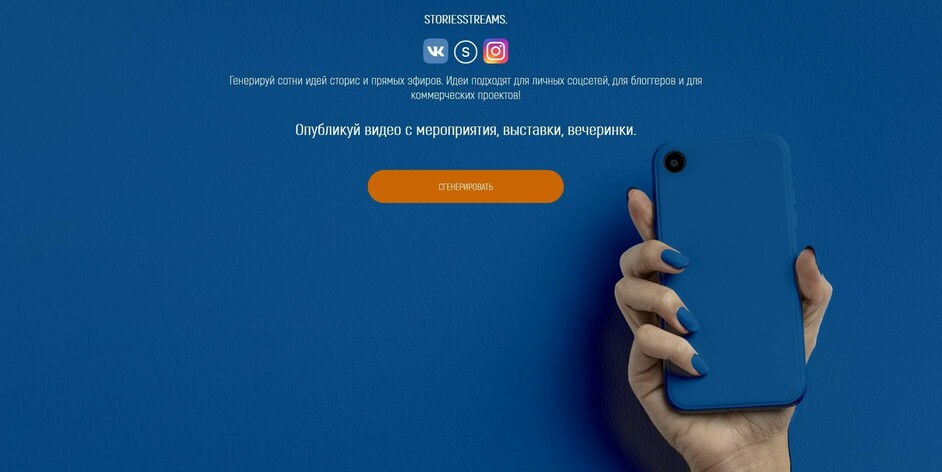 STORIESSTREAMS.
S
Генерируй сотни идей сторис и прямых эфиров. Идеи подходят для личных соцсетей, для блоггеров и для
коммерческих проектов!
Опубликуй видео с мероприятия, выставки, вечеринки.
СГЕНЕРИРОВАТЬ